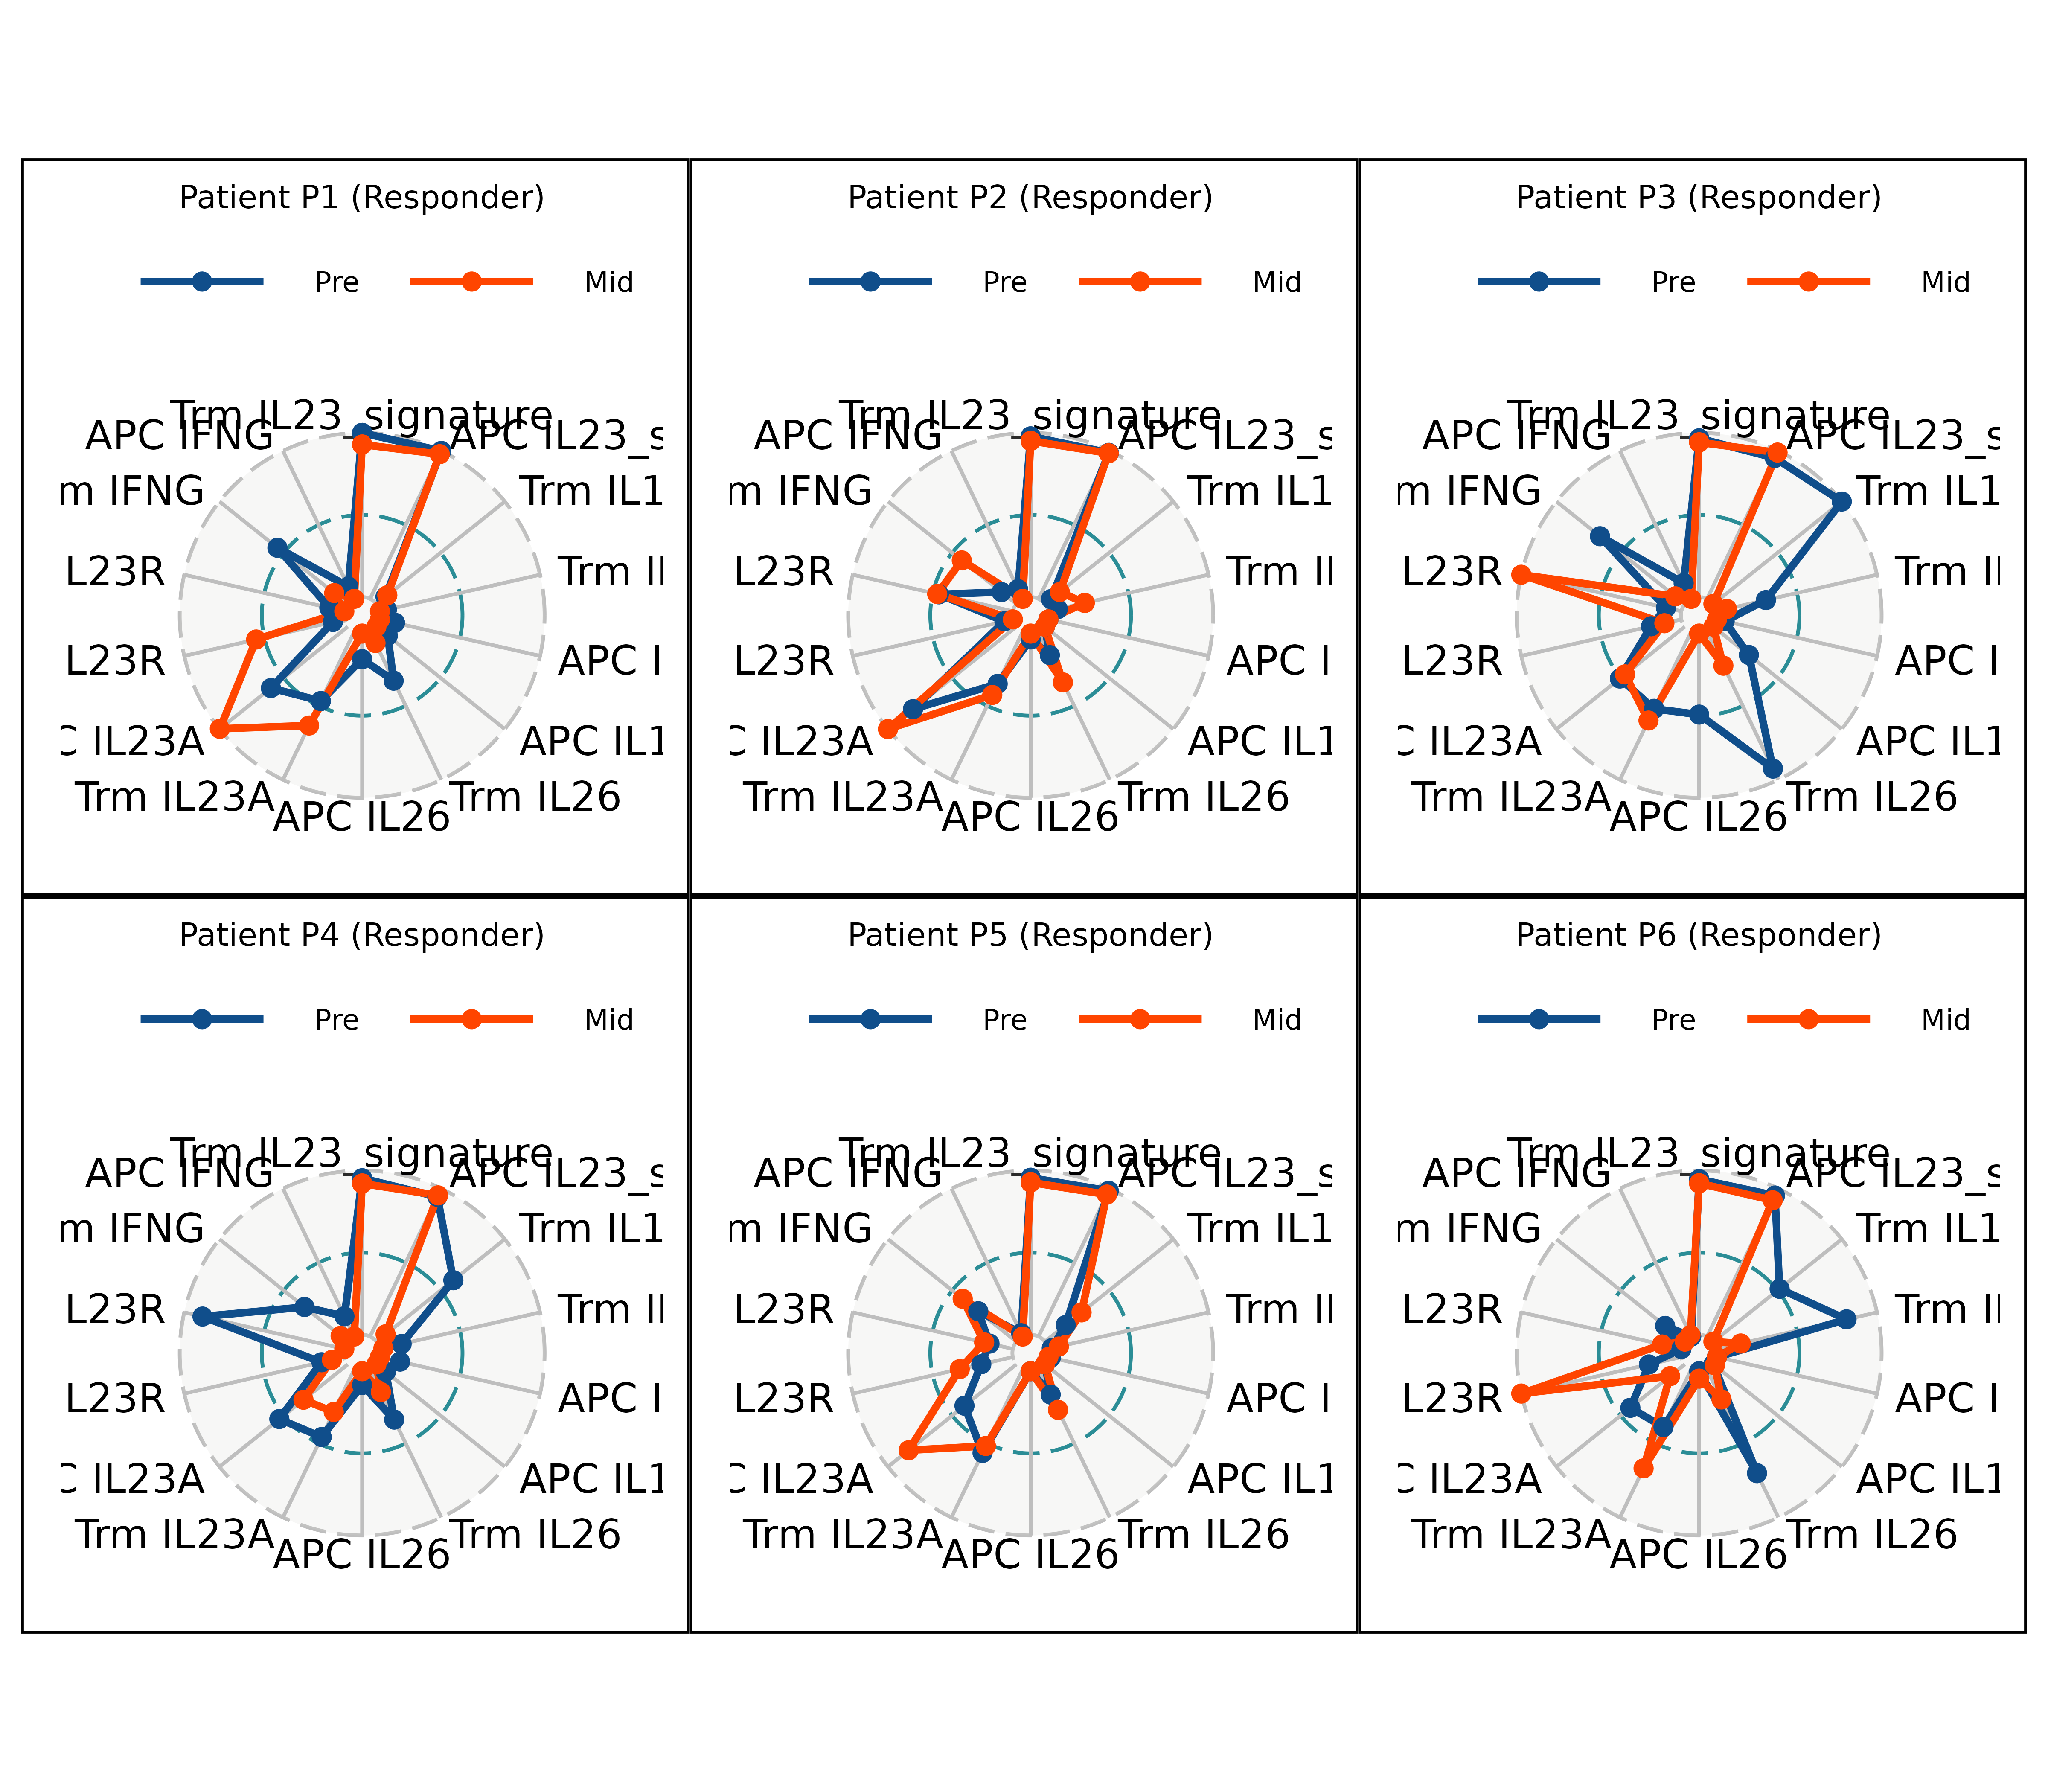 Patient P1 (Responder)
Pre Mid
Trm IL23_signature
APC IFNG
APC IL23_s
m IFNG
Trm IL1
L23R
Trm II
L23R
APC I
C IL23A
APC IL1
Trm IL23A
Trm IL26
APC IL26
Patient P2 (Responder)
Pre Mid
Trm IL23_signature
APC IFNG
APC IL23_s
m IFNG
Trm IL1
L23R
Trm II
L23R
APC I
C IL23A
APC IL1
Trm IL23A
Trm IL26
APC IL26
Patient P3 (Responder)
Pre Mid
Trm IL23_signature
APC IFNG
APC IL23_s
m IFNG
Trm IL1
L23R
Trm II
L23R
APC I
C IL23A
APC IL1
Trm IL23A
Trm IL26
APC IL26
Patient P4 (Responder)
Pre Mid
Trm IL23_signature
APC IFNG
APC IL23_s
m IFNG
Trm IL1
L23R
Trm II
L23R
APC I
C IL23A
APC IL1
Trm IL23A
Trm IL26
APC IL26
Patient P5 (Responder)
Pre Mid
Trm IL23_signature
APC IFNG
APC IL23_s
m IFNG
Trm IL1
L23R
Trm II
L23R
APC I
C IL23A
APC IL1
Trm IL23A
Trm IL26
APC IL26
Patient P6 (Responder)
Pre Mid
Trm IL23_signature
APC IFNG
APC IL23_s
m IFNG
Trm IL1
L23R
Trm II
L23R
APC I
C IL23A
APC IL1
Trm IL23A
Trm IL26
APC IL26